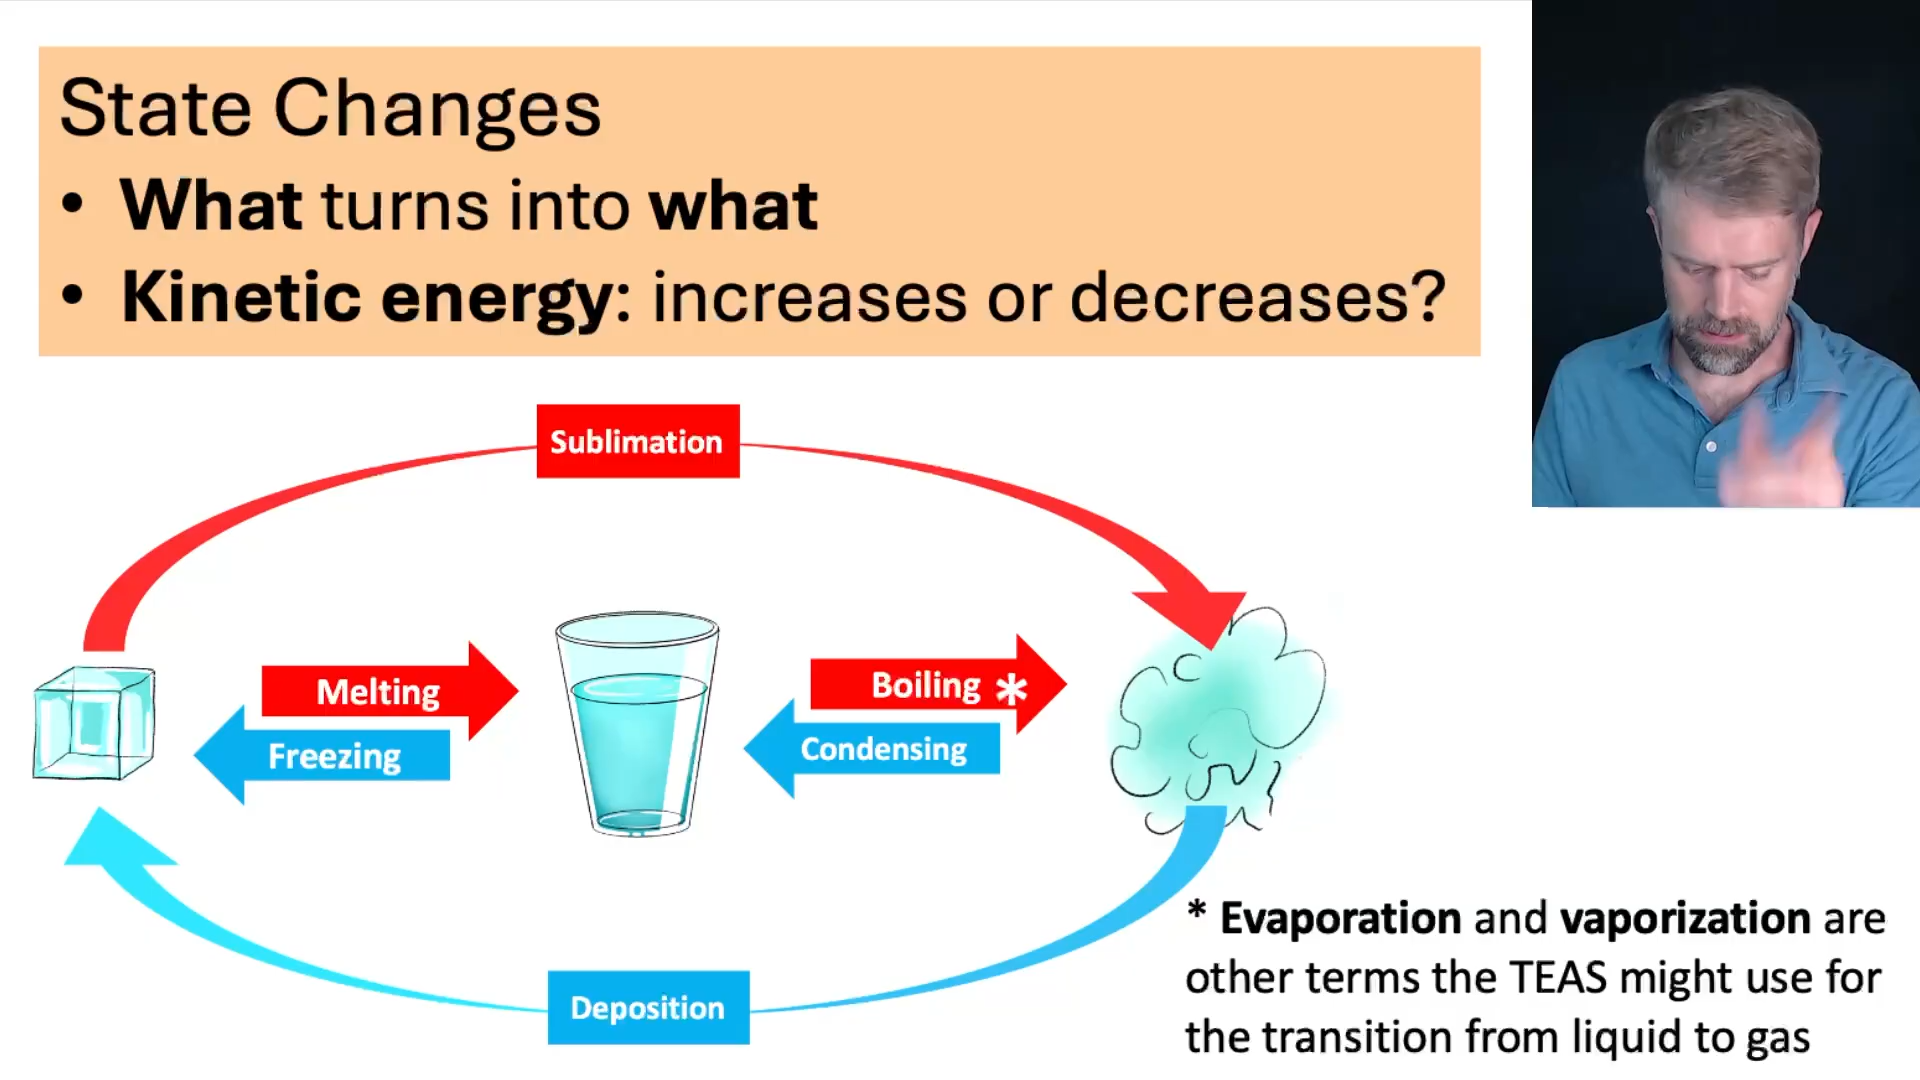 State Changes
• What turns into what
• Kinetic energy: increases or decreases?
Sublimation
Melting
Boiling *
Freezing
Condensing
Deposition
* Evaporation and vaporization are
other terms the TEAS might use for
the transition from liquid to gas